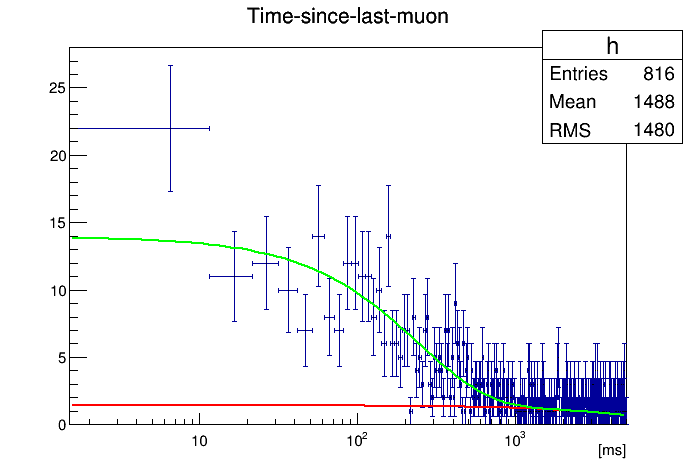 Time-since-last-muon
h
Entries 816
Mean 1488
RMS 1480
25
20
15
10
5
0
10 10² 10³
[ms]